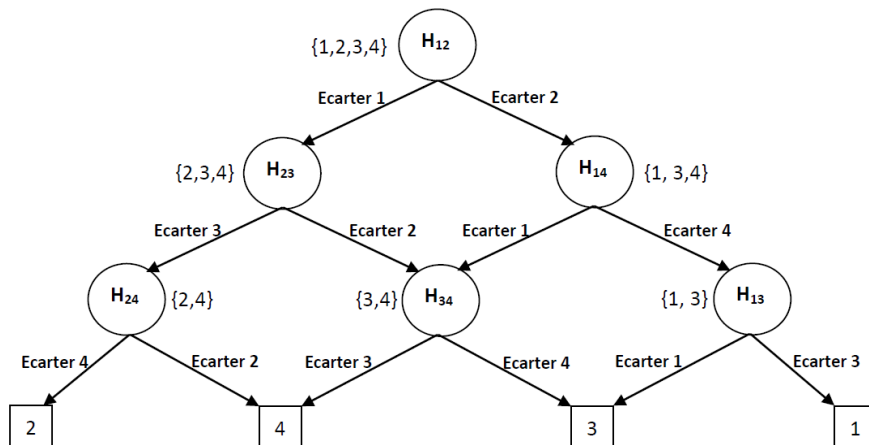 {1,2,3,4} H₁₂
Ecarter 1 Ecarter 2
{2,3,4} H₂₃ H₁₄ {1, 3,4}
Ecarter 3 Ecarter 2 Ecarter 1 Ecarter 4
H₂₄ {2,4} {3,4} H₃₄ {1, 3} H₁₃
Ecarter 4 Ecarter 2 Ecarter 3 Ecarter 4 Ecarter 1 Ecarter 3
2 4 3 1